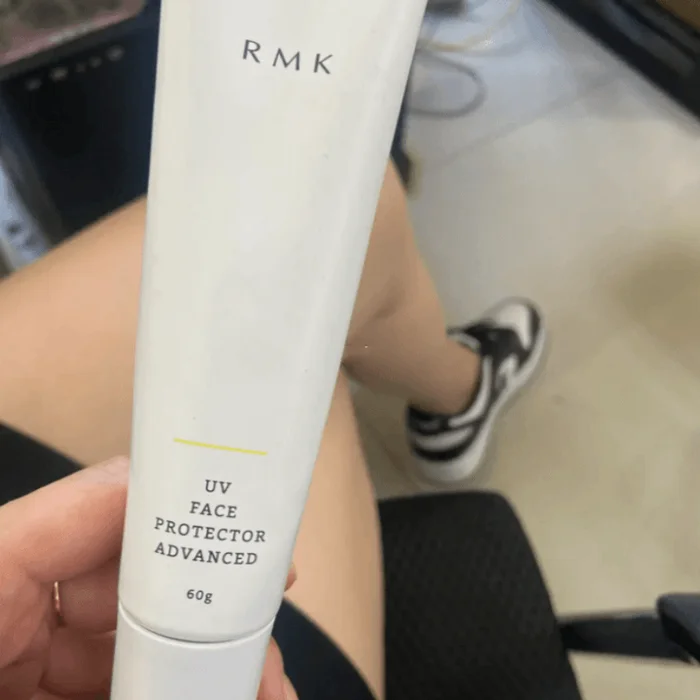 RMK
UV
FACE
PROTECTOR
ADVANCED
60g